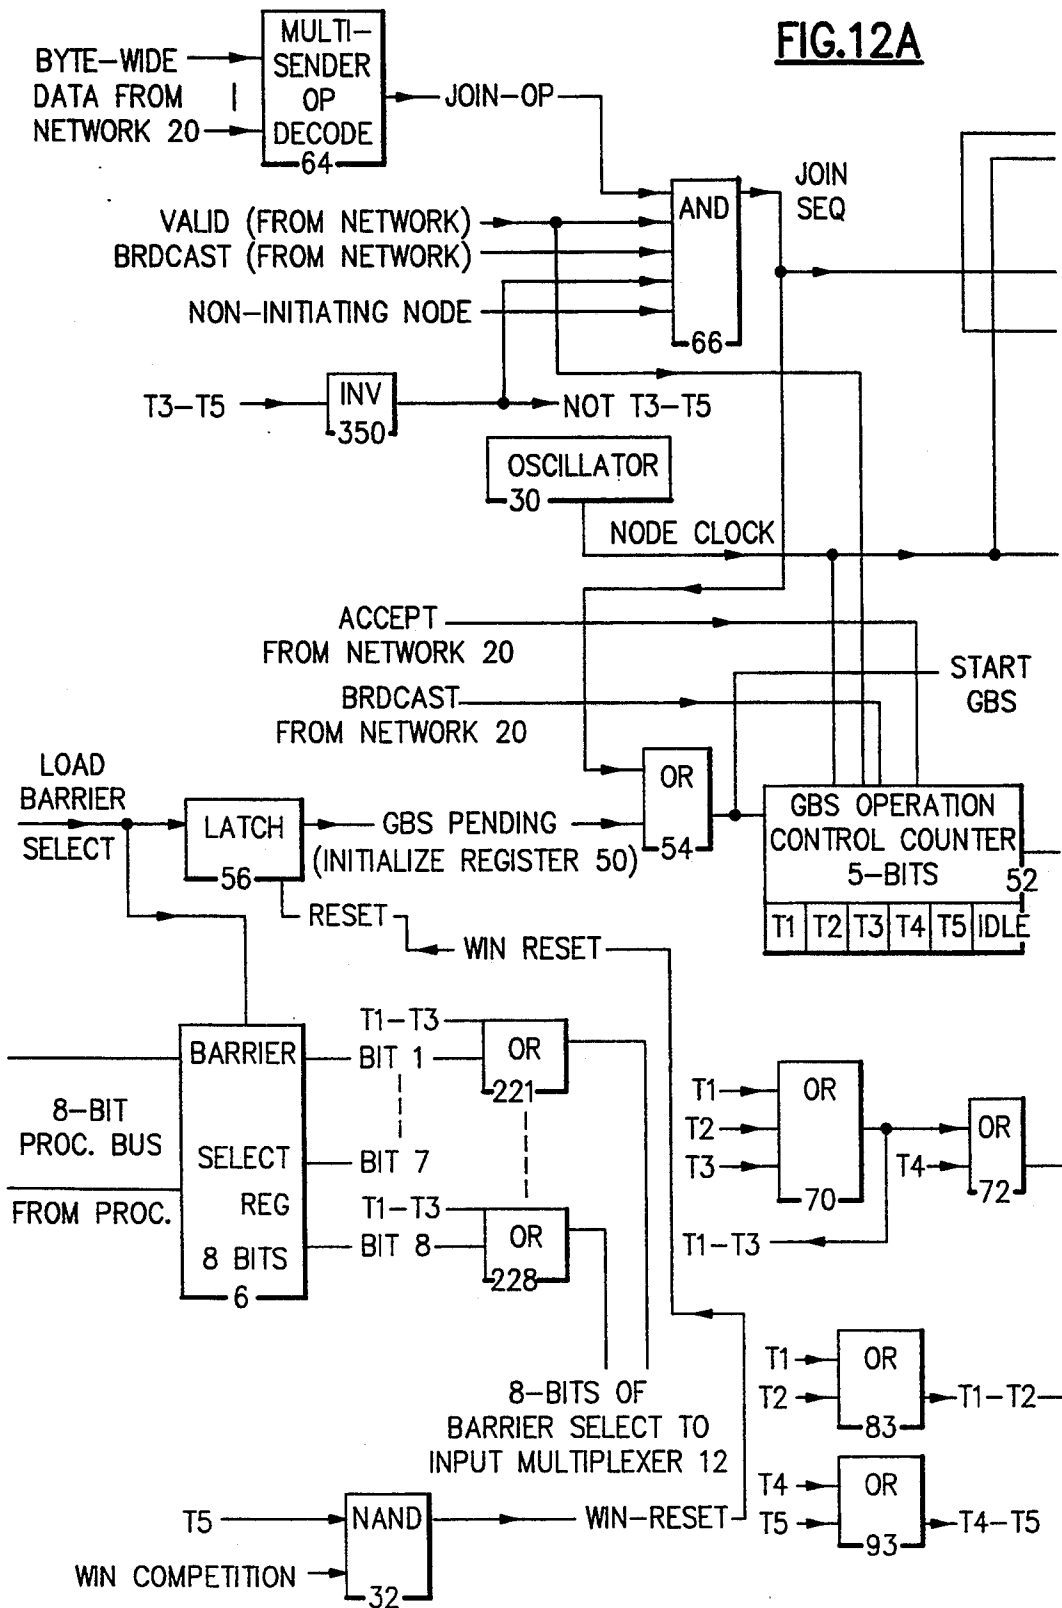 FIG.12A
MULTI-
SENDER
OP
DECODE
64
BYTE-WIDE
DATA FROM
NETWORK 20
JOIN-OP
JOIN
SEQ
VALID (FROM NETWORK)
BRDCAST (FROM NETWORK)
NON-INITIATING NODE
AND
66
T3-T5
INV
350
NOT T3-T5
OSCILLATOR
30
NODE CLOCK
ACCEPT
FROM NETWORK 20
BRDCAST
FROM NETWORK 20
START
GBS
LOAD
BARRIER
SELECT
LATCH
56
GBS PENDING
(INITIALIZE REGISTER 50)
OR
54
GBS OPERATION
CONTROL COUNTER
5-BITS
52
T1 T2 T3 T4 T5 IDLE
RESET
WIN RESET
8-BIT
PROC. BUS
FROM PROC.
BARRIER
SELECT
REG
8 BITS
6
T1-T3
BIT 1
OR
221
BIT 7
T1-T3
BIT 8
OR
228
8-BITS OF
BARRIER SELECT TO
INPUT MULTIPLEXER 12
T1
T2
T3
OR
70
T1-T3
T4
OR
72
T1
T2
OR
83
T1-T2
T4
T5
OR
93
T4-T5
T5
WIN COMPETITION
NAND
32
WIN-RESET